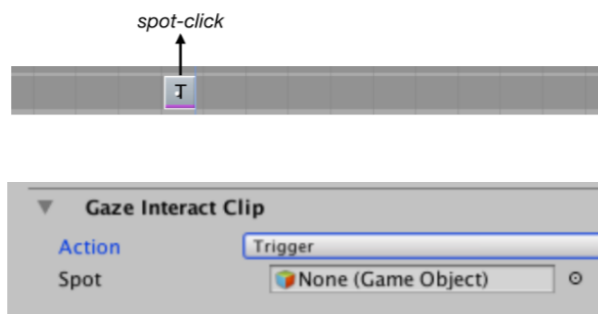 spot-click
T
Gaze Interact Clip
Action Trigger
Spot None (Game Object)